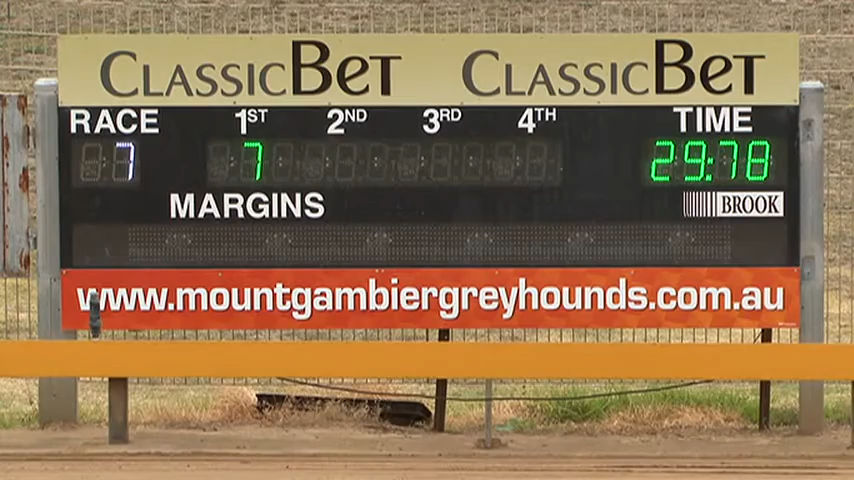 CLASSICBET CLASSICBET
RACE 1ST 2ND 3RD 4TH TIME
7 7 29:78
MARGINS BROOK
www.mountgambiergreyhounds.com.au